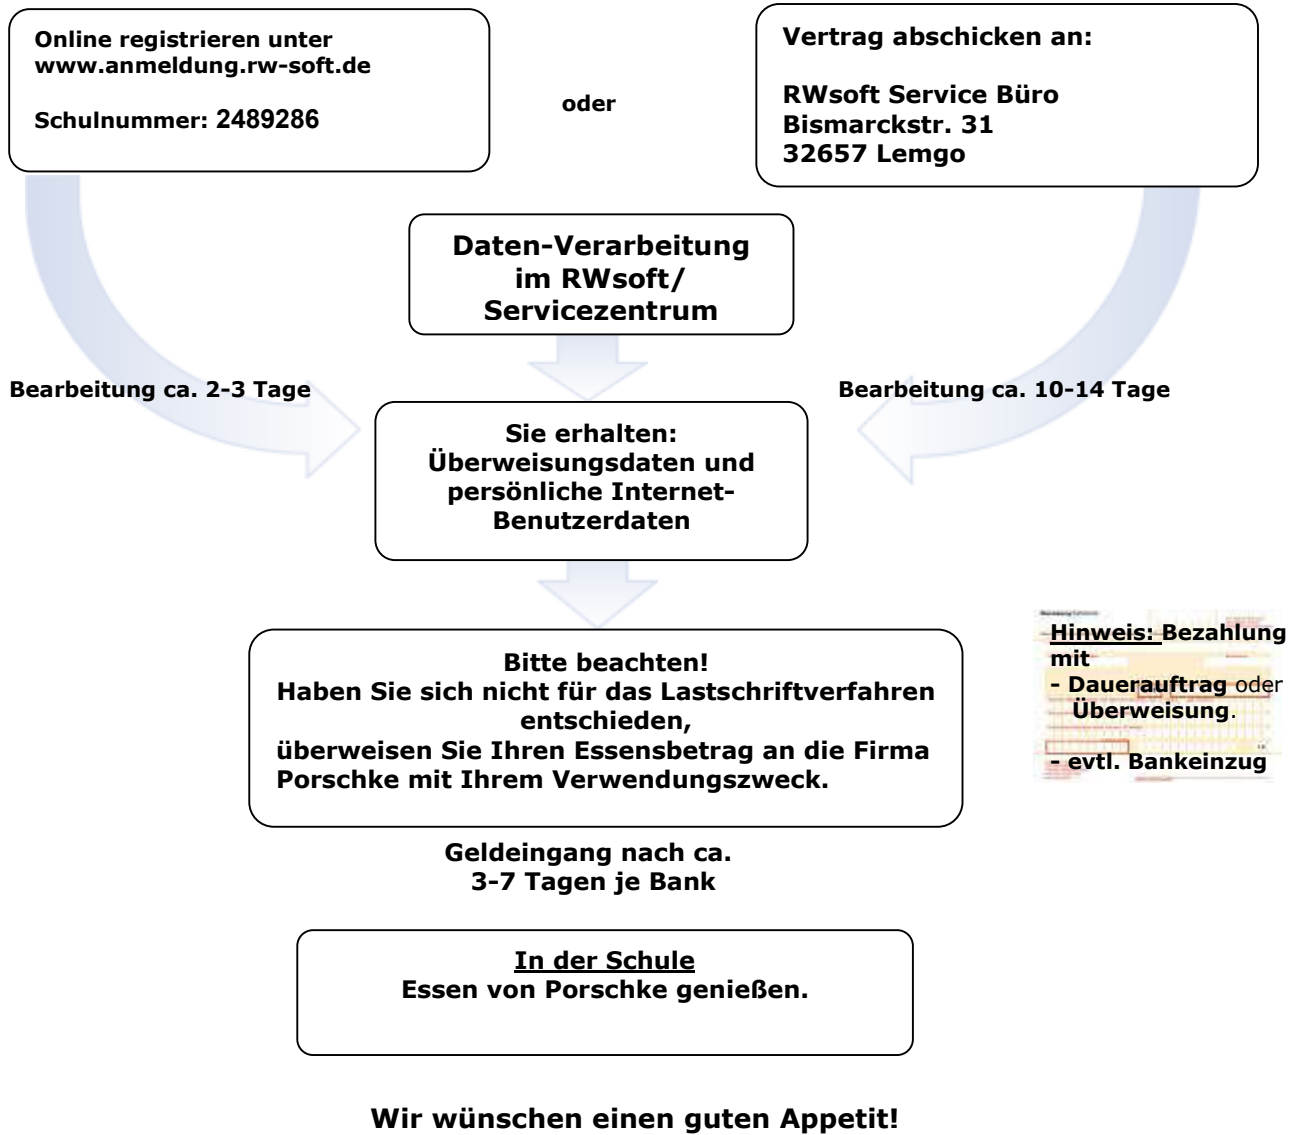 Online registrieren unter
www.anmeldung.rw-soft.de
Schulnummer: 2489286
oder
Vertrag abschicken an:
RWsoft Service Büro
Bismarckstr. 31
32657 Lemgo
Daten-Verarbeitung
im RWsoft/
Servicezentrum
Bearbeitung ca. 2-3 Tage
Bearbeitung ca. 10-14 Tage
Sie erhalten:
Überweisungsdaten und
persönliche Internet-
Benutzerdaten
Bitte beachten!
Haben Sie sich nicht für das Lastschriftverfahren
entschieden,
überweisen Sie Ihren Essensbetrag an die Firma
Porschke mit Ihrem Verwendungszweck.
Hinweis: Bezahlung
mit
- Dauerauftrag oder
Überweisung.
- evtl. Bankeinzug
Geldeingang nach ca.
3-7 Tagen je Bank
In der Schule
Essen von Porschke genießen.
Wir wünschen einen guten Appetit!